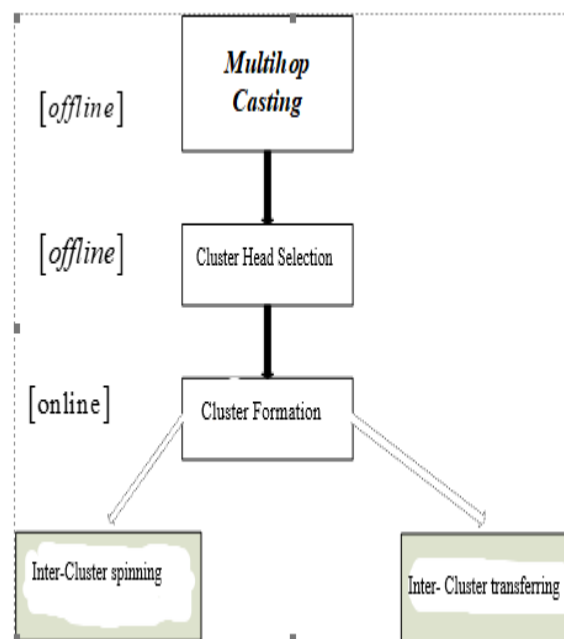 Multihop
Casting
[offline]
[offline]
Cluster Head Selection
[online]
Cluster Formation
Inter-Cluster spinning
Inter- Cluster transferring